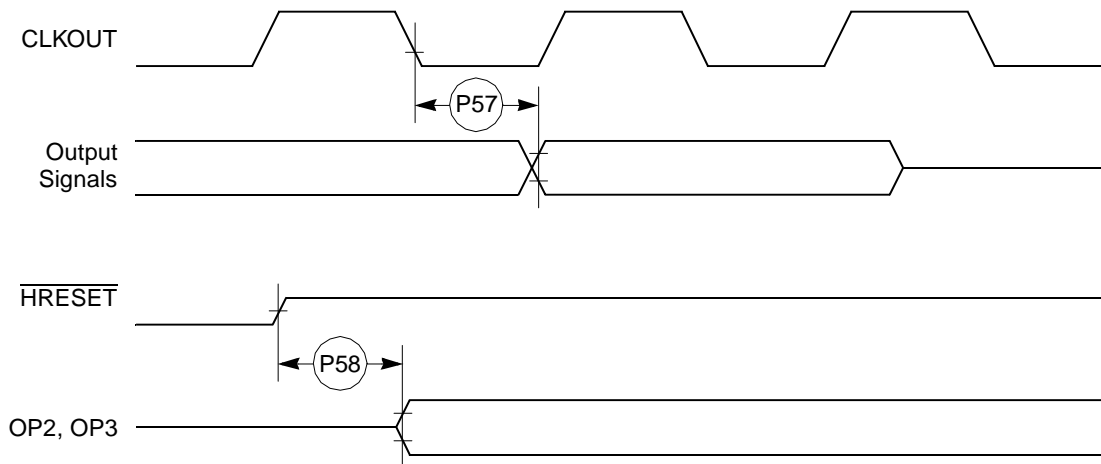 CLKOUT
P57
Output
Signals
HRESET
P58
OP2, OP3